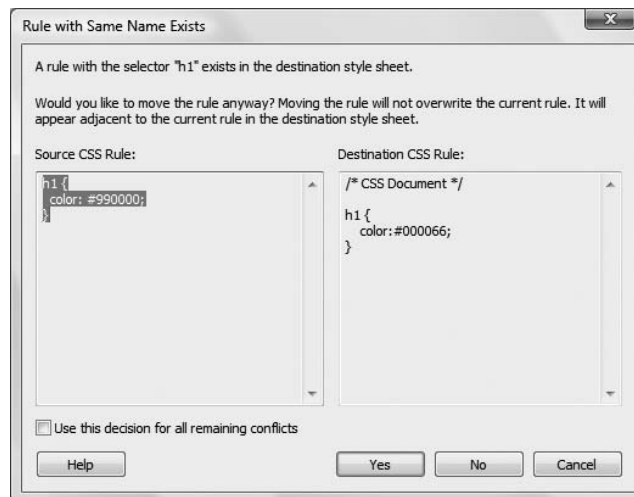 Rule with Same Name Exists
A rule with the selector "h1" exists in the destination style sheet.
Would you like to move the rule anyway? Moving the rule will not overwrite the current rule. It will
appear adjacent to the current rule in the destination style sheet.
Source CSS Rule:
h1 {
color: #990000;
}
Destination CSS Rule:
/* CSS Document */
h1 {
color:#000066;
}
Use this decision for all remaining conflicts
Help
Yes
No
Cancel